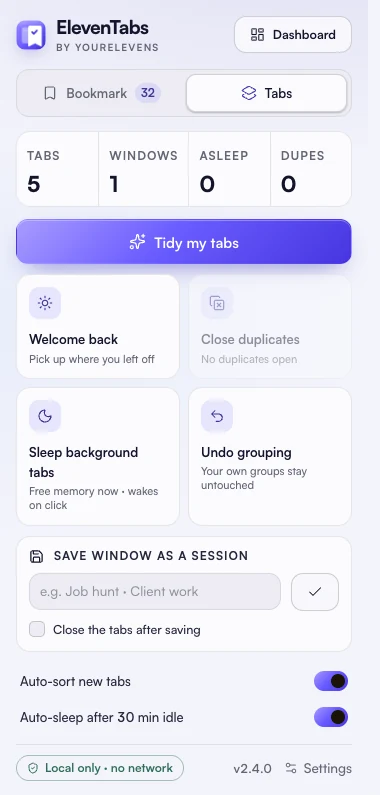 ElevenTabs
BY YOURELEVENS
Dashboard
Bookmark 32
Tabs
TABS
5
WINDOWS
1
ASLEEP
0
DUPES
0
Tidy my tabs
Welcome back
Pick up where you left off
Close duplicates
No duplicates open
Sleep background
tabs
Free memory now · wakes
on click
Undo grouping
Your own groups stay
untouched
SAVE WINDOW AS A SESSION
e.g. Job hunt · Client work
Close the tabs after saving
Auto-sort new tabs
Auto-sleep after 30 min idle
Local only · no network
v2.4.0
Settings